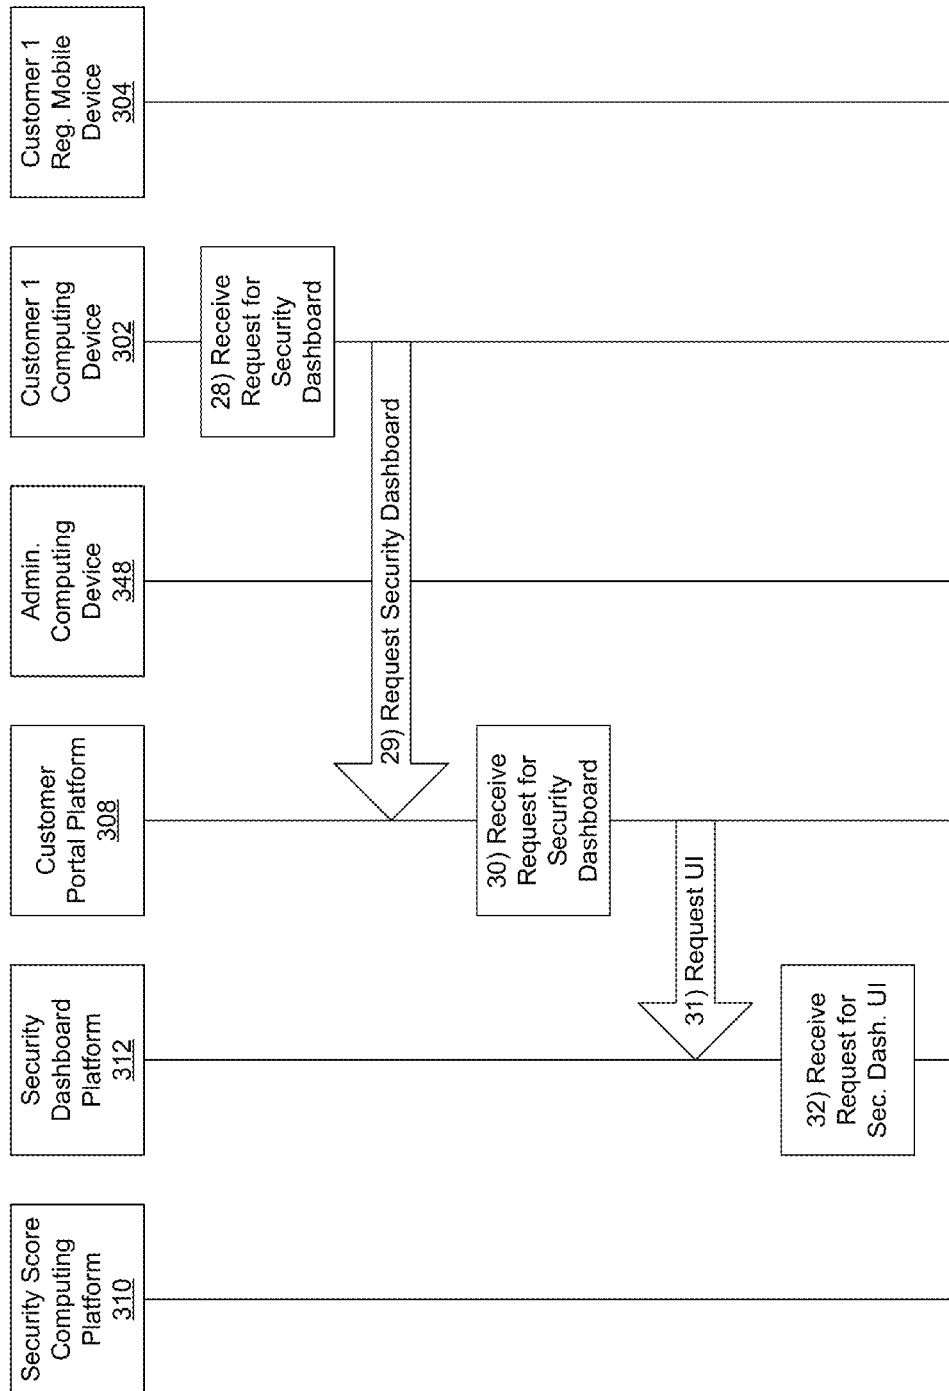 Security Score
Computing
Platform
310
Security
Dashboard
Platform
312
Customer
Portal Platform
308
Admin.
Computing
Device
348
Customer 1
Computing
Device
302
Customer 1
Reg. Mobile
Device
304
28) Receive
Request for
Security
Dashboard
29) Request Security Dashboard
30) Receive
Request for
Security
Dashboard
31) Request UI
32) Receive
Request for
Sec. Dash. UI